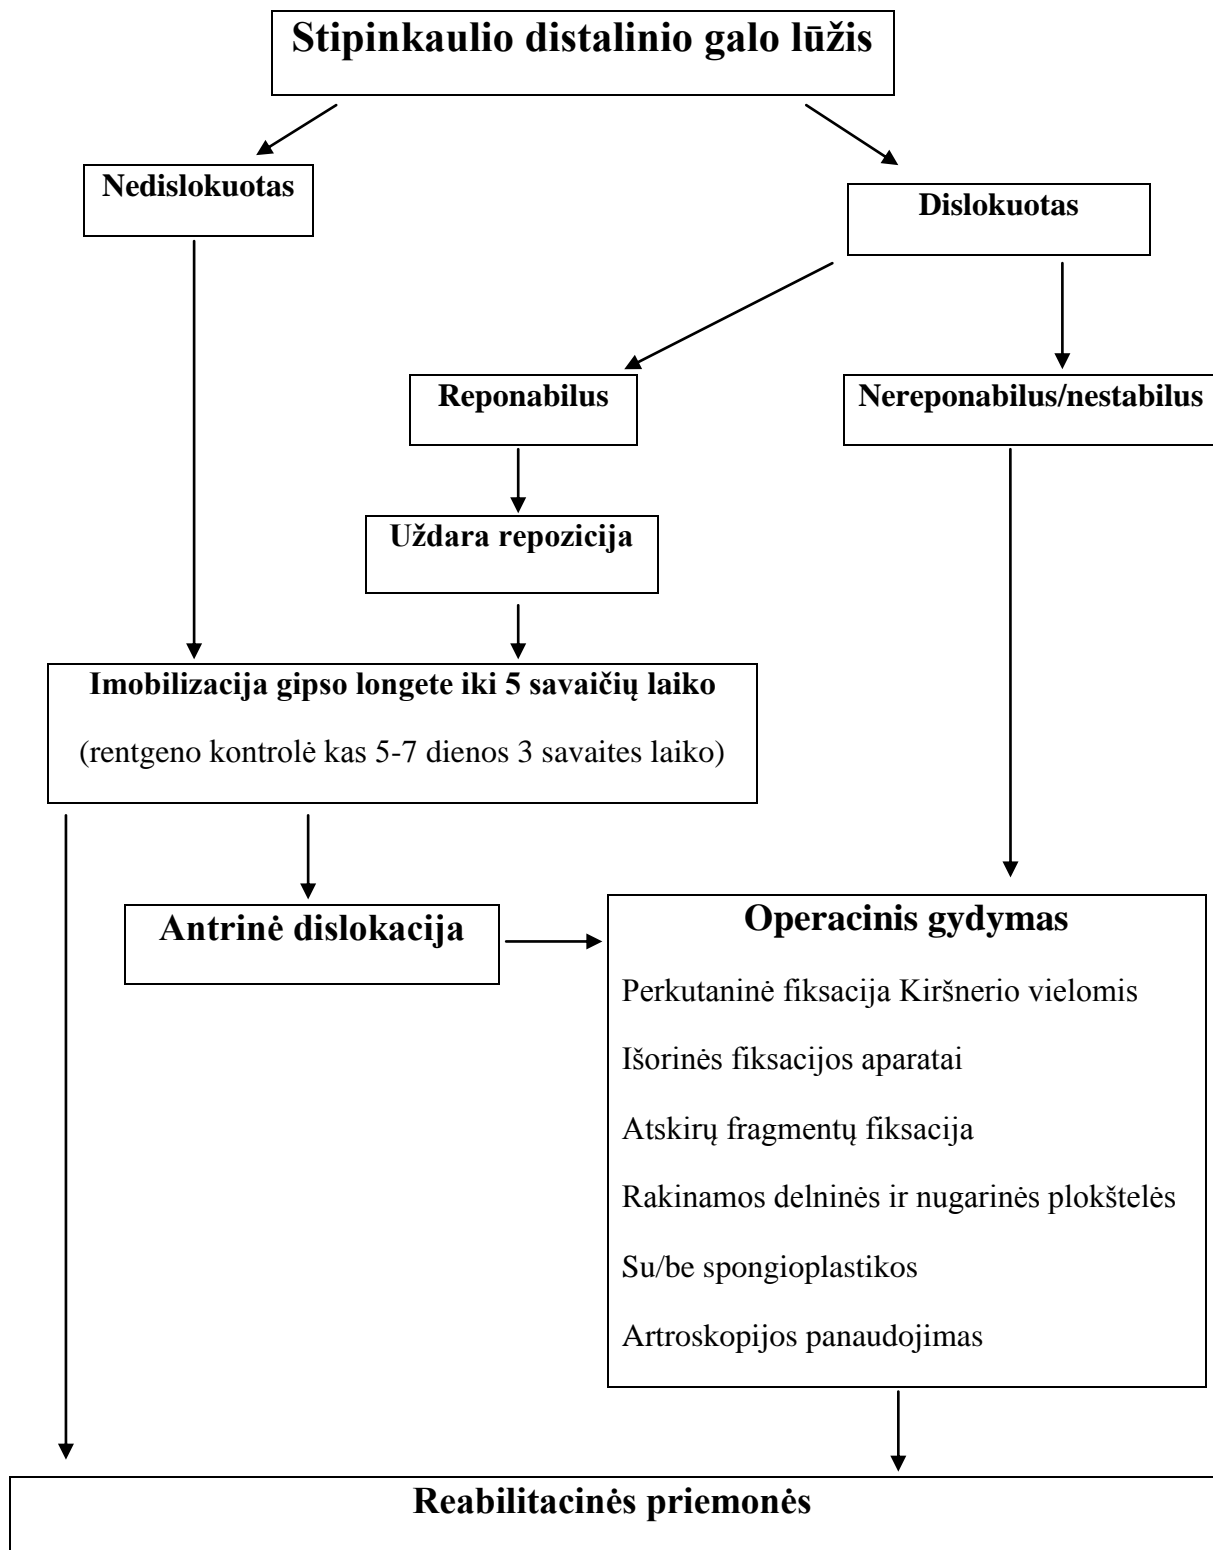 Stipinkaulio distalinio galo lūžis
Nedislokuotas
Dislokuotas
Reponabilus
Nereponabilus/nestabilus
Uždara repozicija
Imobilizacija gipso longete iki 5 savaičių laiko
(rentgeno kontrolė kas 5-7 dienos 3 savaites laiko)
Antrinė dislokacija
Operacinis gydymas
Perkutaninė fiksacija Kiršnerio vielomis
Išorinės fiksacijos aparatai
Atskirų fragmentų fiksacija
Rakinamos delninės ir nugarinės plokštelės
Su/be spongioplastikos
Artroskopijos panaudojimas
Reabilitacinės priemonės